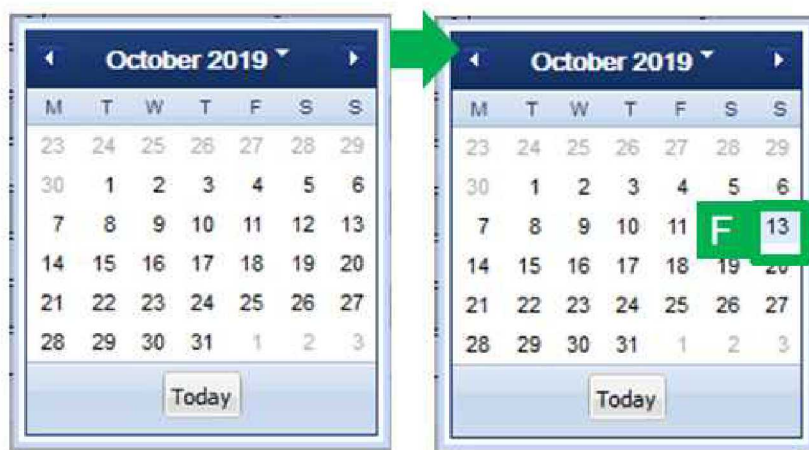 October 2019
M T W T F S S
23 24 25 26 27 28 29
30 1 2 3 4 5 6
7 8 9 10 11 12 13
14 15 16 17 18 19 20
21 22 23 24 25 26 27
28 29 30 31 1 2 3
Today
October 2019
M T W T F S S
23 24 25 26 27 28 29
30 1 2 3 4 5 6
7 8 9 10 11 F 13
14 15 16 17 18 19 20
21 22 23 24 25 26 27
28 29 30 31 1 2 3
Today